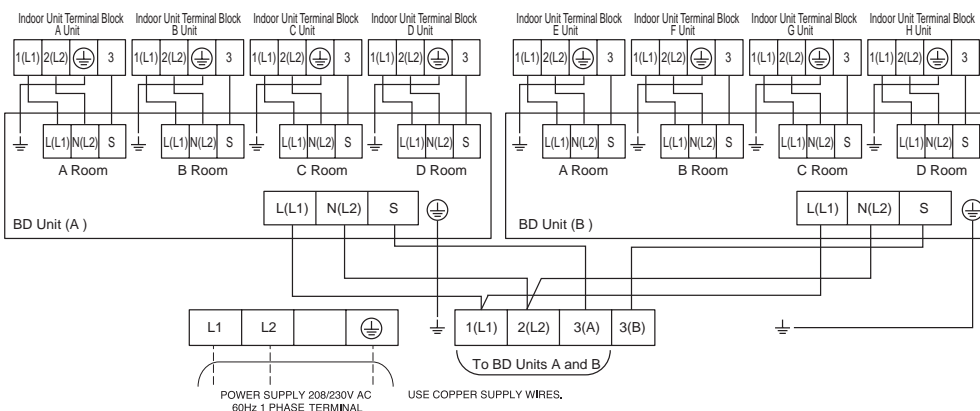 Indoor Unit Terminal Block Indoor Unit Terminal Block Indoor Unit Terminal Block Indoor Unit Terminal Block Indoor Unit Terminal Block Indoor Unit Terminal Block Indoor Unit Terminal Block Indoor Unit Terminal Block
A Unit B Unit C Unit D Unit E Unit F Unit G Unit H Unit
1(L1) 2(L2) 3 1(L1) 2(L2) 3 1(L1) 2(L2) 3 1(L1) 2(L2) 3 1(L1) 2(L2) 3 1(L1) 2(L2) 3 1(L1) 2(L2) 3 1(L1) 2(L2) 3
L(L1) N(L2) S L(L1) N(L2) S L(L1) N(L2) S L(L1) N(L2) S L(L1) N(L2) S L(L1) N(L2) S L(L1) N(L2) S L(L1) N(L2) S
A Room B Room C Room D Room A Room B Room C Room D Room
L(L1) N(L2) S L(L1) N(L2) S
BD Unit (A ) BD Unit (B )
L1 L2 1(L1) 2(L2) 3(A) 3(B)
To BD Units A and B
POWER SUPPLY 208/230V AC USE COPPER SUPPLY WIRES.
60Hz 1 PHASE TERMINAL